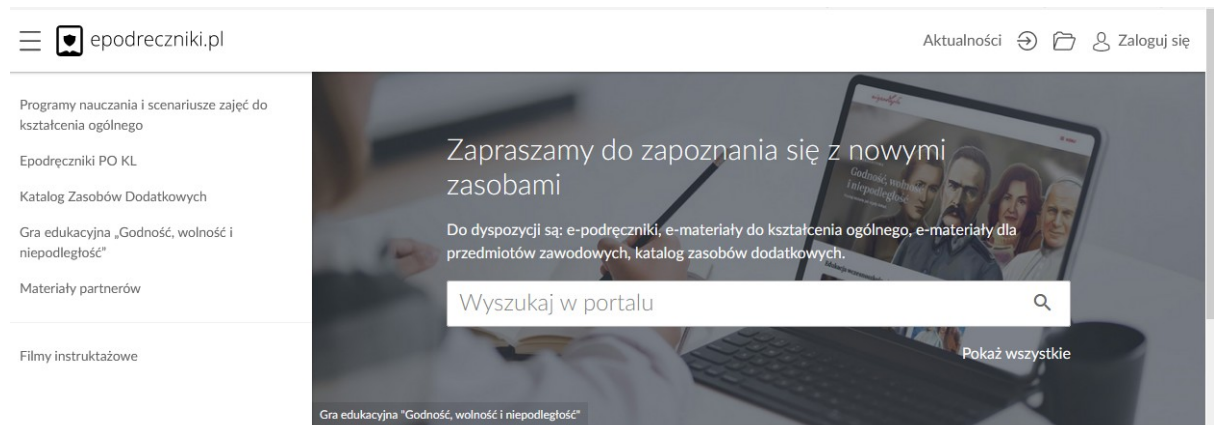 epodreczniki.pl
Aktualności
Zaloguj się
Programy nauczania i scenariusze zajęć do
kształcenia ogólnego
Epodręczniki PO KL
Katalog Zasobów Dodatkowych
Gra edukacyjna „Godność, wolność i
niepodległość”
Materiały partnerów
Filmy instruktażowe
Zapraszamy do zapoznania się z nowymi
zasobami
Do dyspozycji są: e-podręczniki, e-materiały do kształcenia ogólnego, e-materiały dla
przedmiotów zawodowych, katalog zasobów dodatkowych.
Wyszukaj w portalu
Pokaż wszystkie
Godność, wolność
i niepodległość
Gra edukacyjna "Godność, wolność i niepodległość"